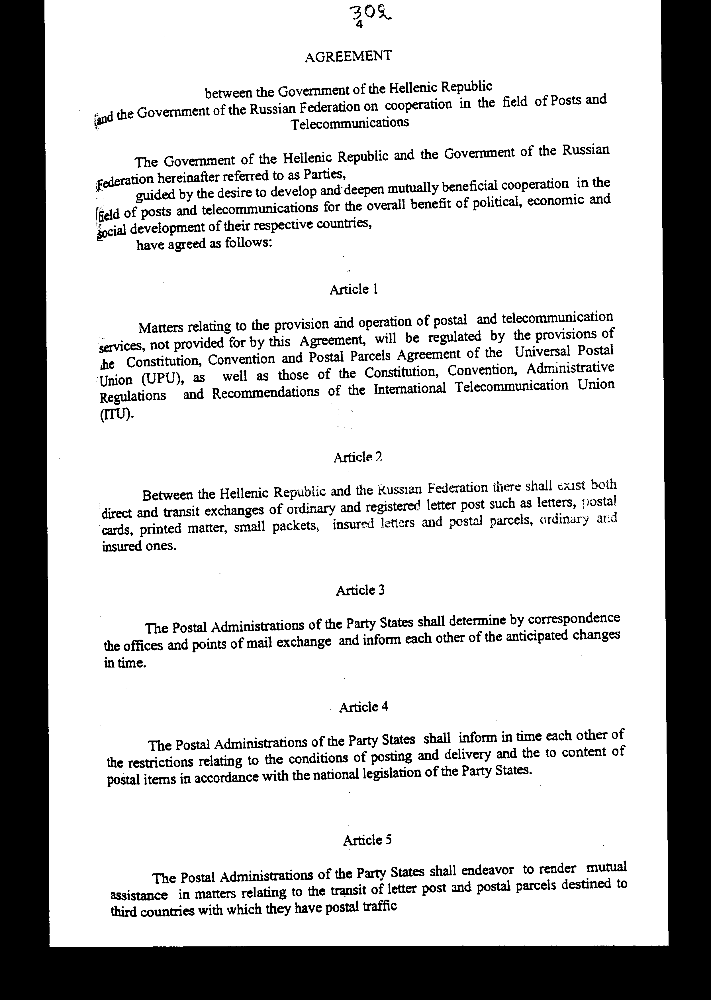 302
4
AGREEMENT
between the Government of the Hellenic Republic
and the Government of the Russian Federation on cooperation in the field of Posts and
Telecommunications
The Government of the Hellenic Republic and the Government of the Russian
Federation hereinafter referred to as Parties,
guided by the desire to develop and deepen mutually beneficial cooperation in the
field of posts and telecommunications for the overall benefit of political, economic and
social development of their respective countries,
have agreed as follows:
Article 1
Matters relating to the provision and operation of postal and telecommunication
services, not provided for by this Agreement, will be regulated by the provisions of
the Constitution, Convention and Postal Parcels Agreement of the Universal Postal
Union (UPU), as well as those of the Constitution, Convention, Administrative
Regulations and Recommendations of the International Telecommunication Union
(ITU).
Article 2
Between the Hellenic Republic and the Russian Federation there shall exist both
direct and transit exchanges of ordinary and registered letter post such as letters, postal
cards, printed matter, small packets, insured letters and postal parcels, ordinary and
insured ones.
Article 3
The Postal Administrations of the Party States shall determine by correspondence
the offices and points of mail exchange and inform each other of the anticipated changes
in time.
Article 4
The Postal Administrations of the Party States shall inform in time each other of
the restrictions relating to the conditions of posting and delivery and the to content of
postal items in accordance with the national legislation of the Party States.
Article 5
The Postal Administrations of the Party States shall endeavor to render mutual
assistance in matters relating to the transit of letter post and postal parcels destined to
third countries with which they have postal traffic